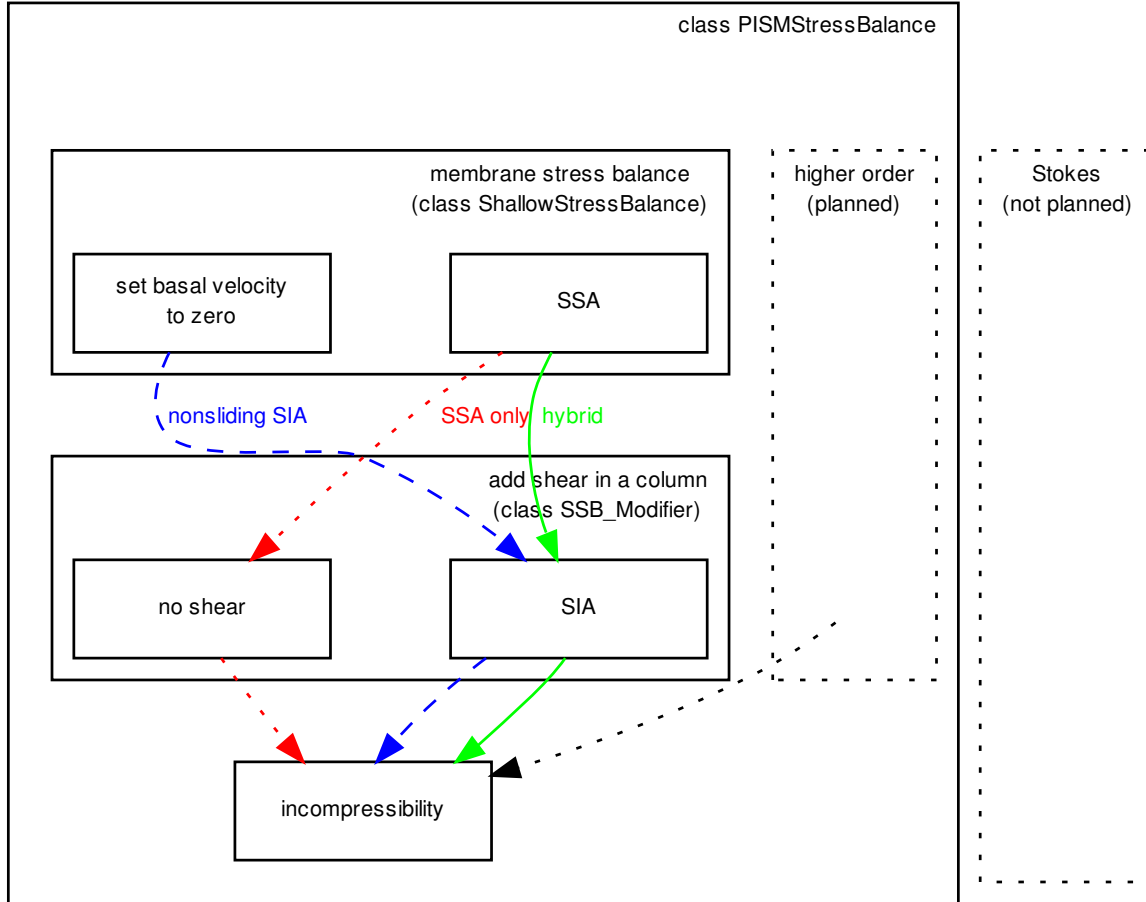 class PISMStressBalance
membrane stress balance
(class ShallowStressBalance)
higher order
(planned)
Stokes
(not planned)
set basal velocity
to zero
SSA
nonsliding SIA
SSA only
hybrid
add shear in a column
(class SSB_Modifier)
no shear
SIA
incompressibility